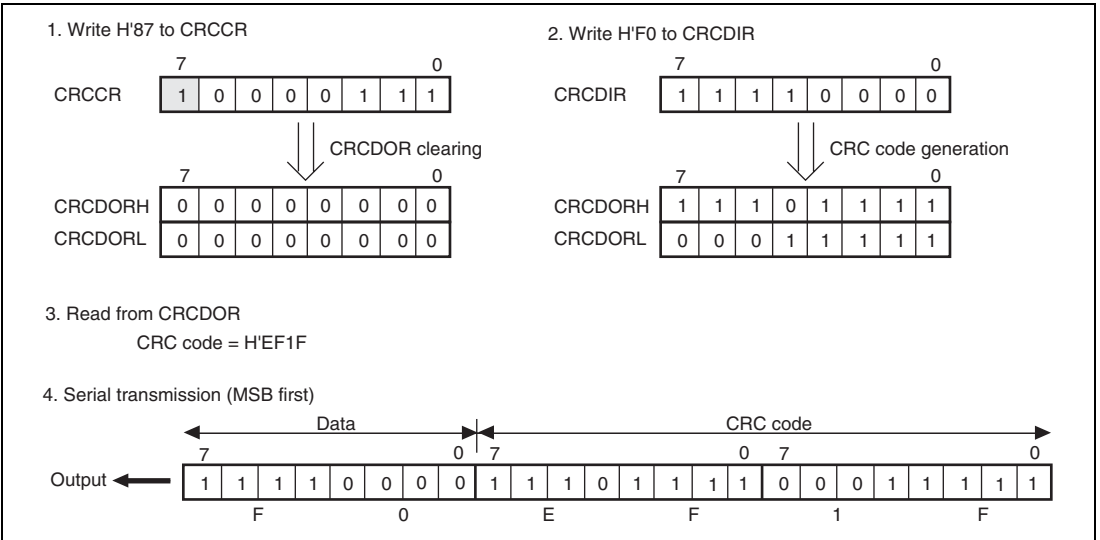 1. Write H'87 to CRCCR
7 0
CRCCR 1 0 0 0 0 1 1 1
CRCDOR clearing
7 0
CRCDORH 0 0 0 0 0 0 0 0
CRCDORL 0 0 0 0 0 0 0 0
2. Write H'F0 to CRCDIR
7 0
CRCDIR 1 1 1 1 0 0 0 0
CRC code generation
7 0
CRCDORH 1 1 1 0 1 1 1 1
CRCDORL 0 0 0 1 1 1 1 1
3. Read from CRCDOR
CRC code = H'EF1F
4. Serial transmission (MSB first)
Data CRC code
7 0 7 0 7 0
Output 1 1 1 1 0 0 0 0 1 1 1 0 1 1 1 1 0 0 0 1 1 1 1 1
F 0 E F 1 F